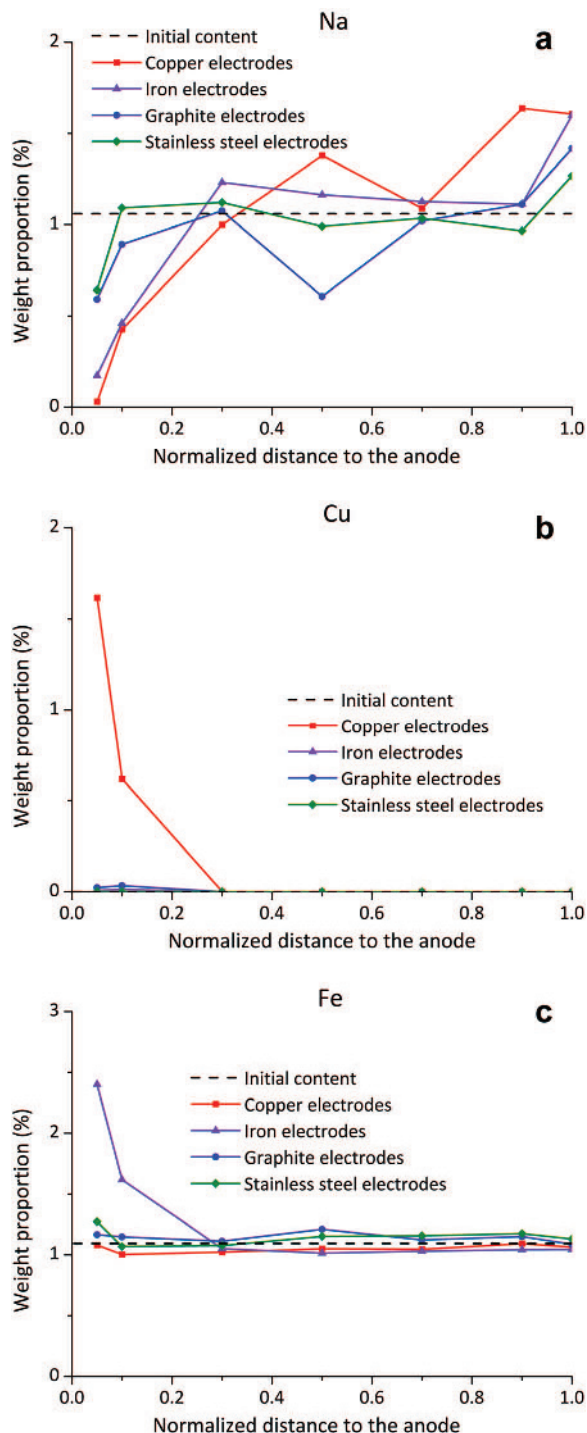 Na
a
Initial content
Copper electrodes
Iron electrodes
Graphite electrodes
Stainless steel electrodes
Weight proportion (%)
2
1
0
0.0 0.2 0.4 0.6 0.8 1.0
Normalized distance to the anode
Cu
b
Weight proportion (%)
2
1
0
Initial content
Copper electrodes
Iron electrodes
Graphite electrodes
Stainless steel electrodes
0.0 0.2 0.4 0.6 0.8 1.0
Normalized distance to the anode
Fe
c
Weight proportion (%)
3
2
1
0
Initial content
Copper electrodes
Iron electrodes
Graphite electrodes
Stainless steel electrodes
0.0 0.2 0.4 0.6 0.8 1.0
Normalized distance to the anode